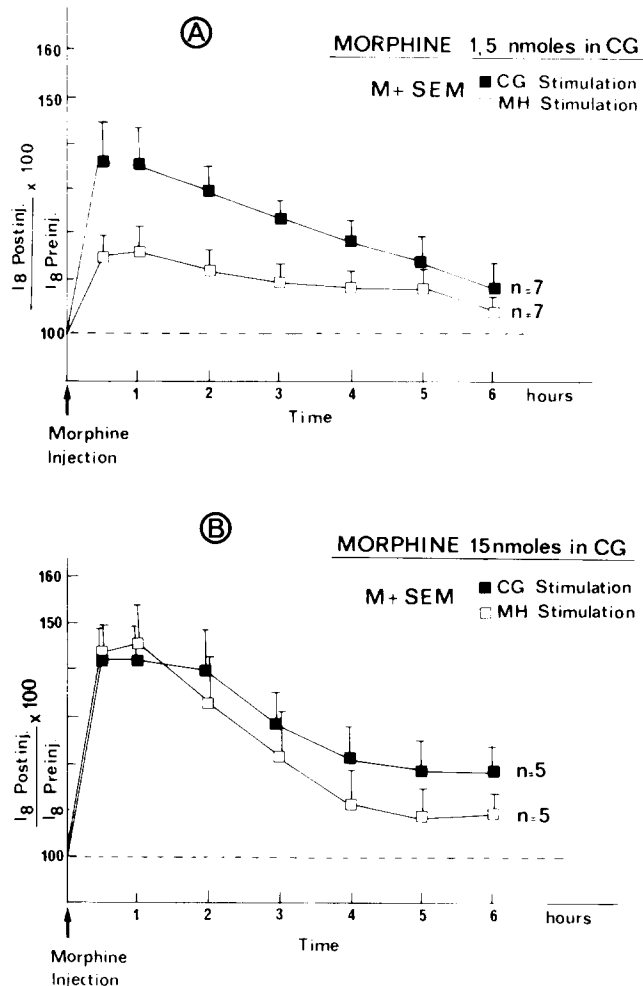 A
MORPHINE 1,5 nmoles in CG
M+ SEM
CG Stimulation
MH Stimulation
160
150
100
I8 Postinj.
I8 Preinj.
x 100
n=7
n=7
1 2 3 4 5 6 hours
Time
Morphine
Injection
B
MORPHINE 15nmoles in CG
M+ SEM
CG Stimulation
MH Stimulation
160
150
100
I8 Postinj.
I8 Preinj.
x 100
n=5
n=5
1 2 3 4 5 6 hours
Time
Morphine
Injection